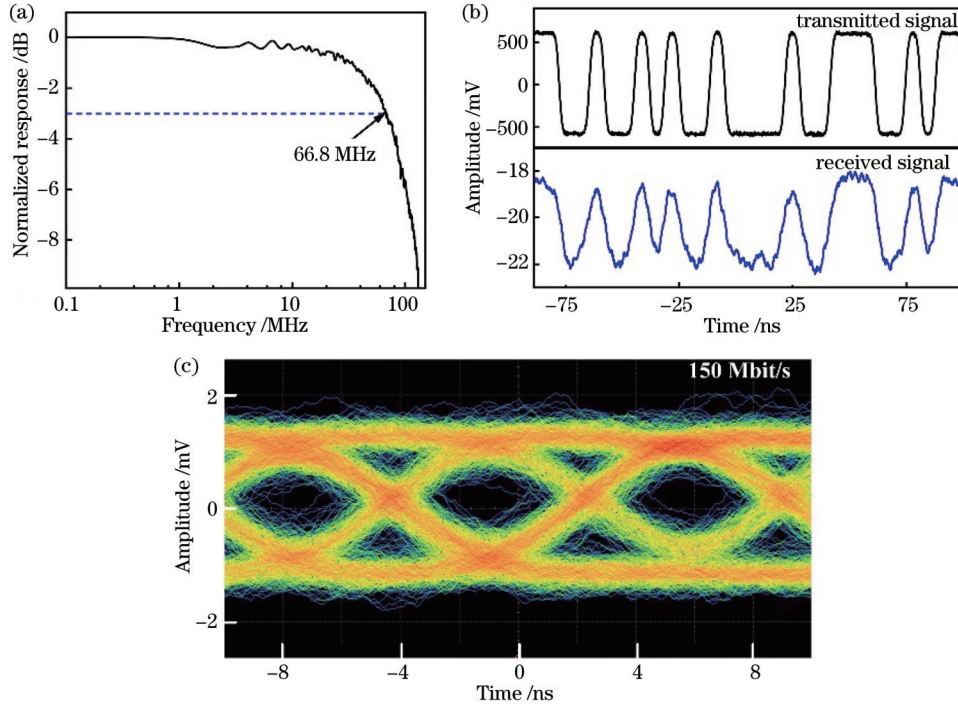 (a)
0
−2
−4
−6
−8
Normalized response /dB
66.8 MHz
0.1
1
10
100
Frequency /MHz
(b)
transmitted signal
500
0
−500
received signal
−18
−20
−22
Amplitude /mV
−75
−25
25
75
Time /ns
(c)
150 Mbit/s
2
0
−2
Amplitude /mV
−8
−4
0
4
8
Time /ns